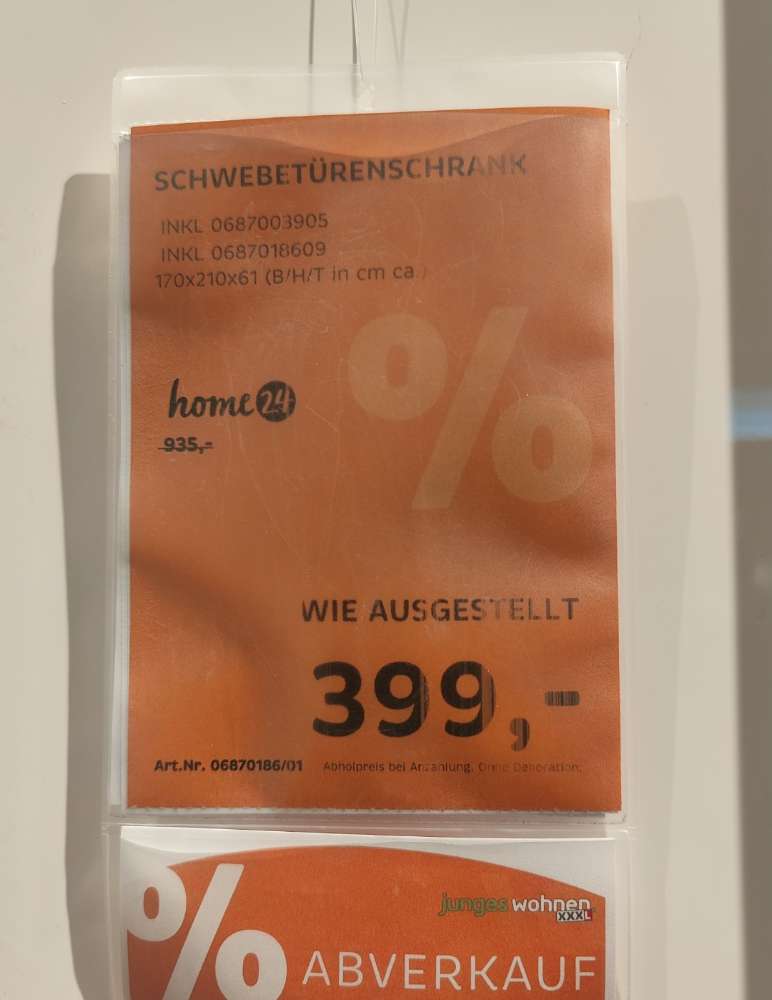 SCHWEBETÜRENSCHRANK
INKL 0687003905
INKL 0687018609
170x210x61 (B/H/T in cm ca.)
home24
935,-
WIE AUSGESTELLT
399,-
Art.Nr. 06870186/01 Abholpreis bei Anzahlung. Ohne Dekoration.
%
junges wohnen
XXXL
% ABVERKAUF